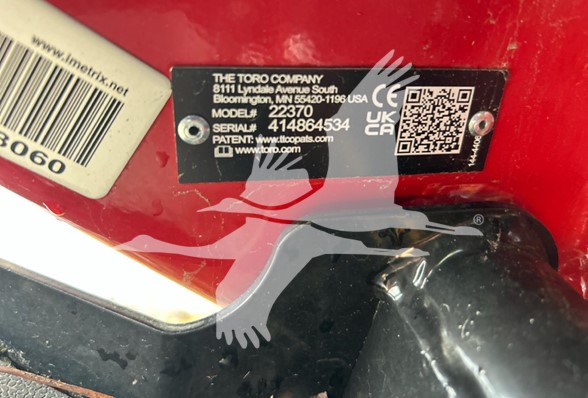 www.imetrix.net
3060
THE TORO COMPANY
8111 Lyndale Avenue South
Bloomington, MN 55420-1196 USA
MODEL# 22370
SERIAL# 414864534
PATENT: www.ttcopats.com
www.toro.com
CE
UK
CA
®